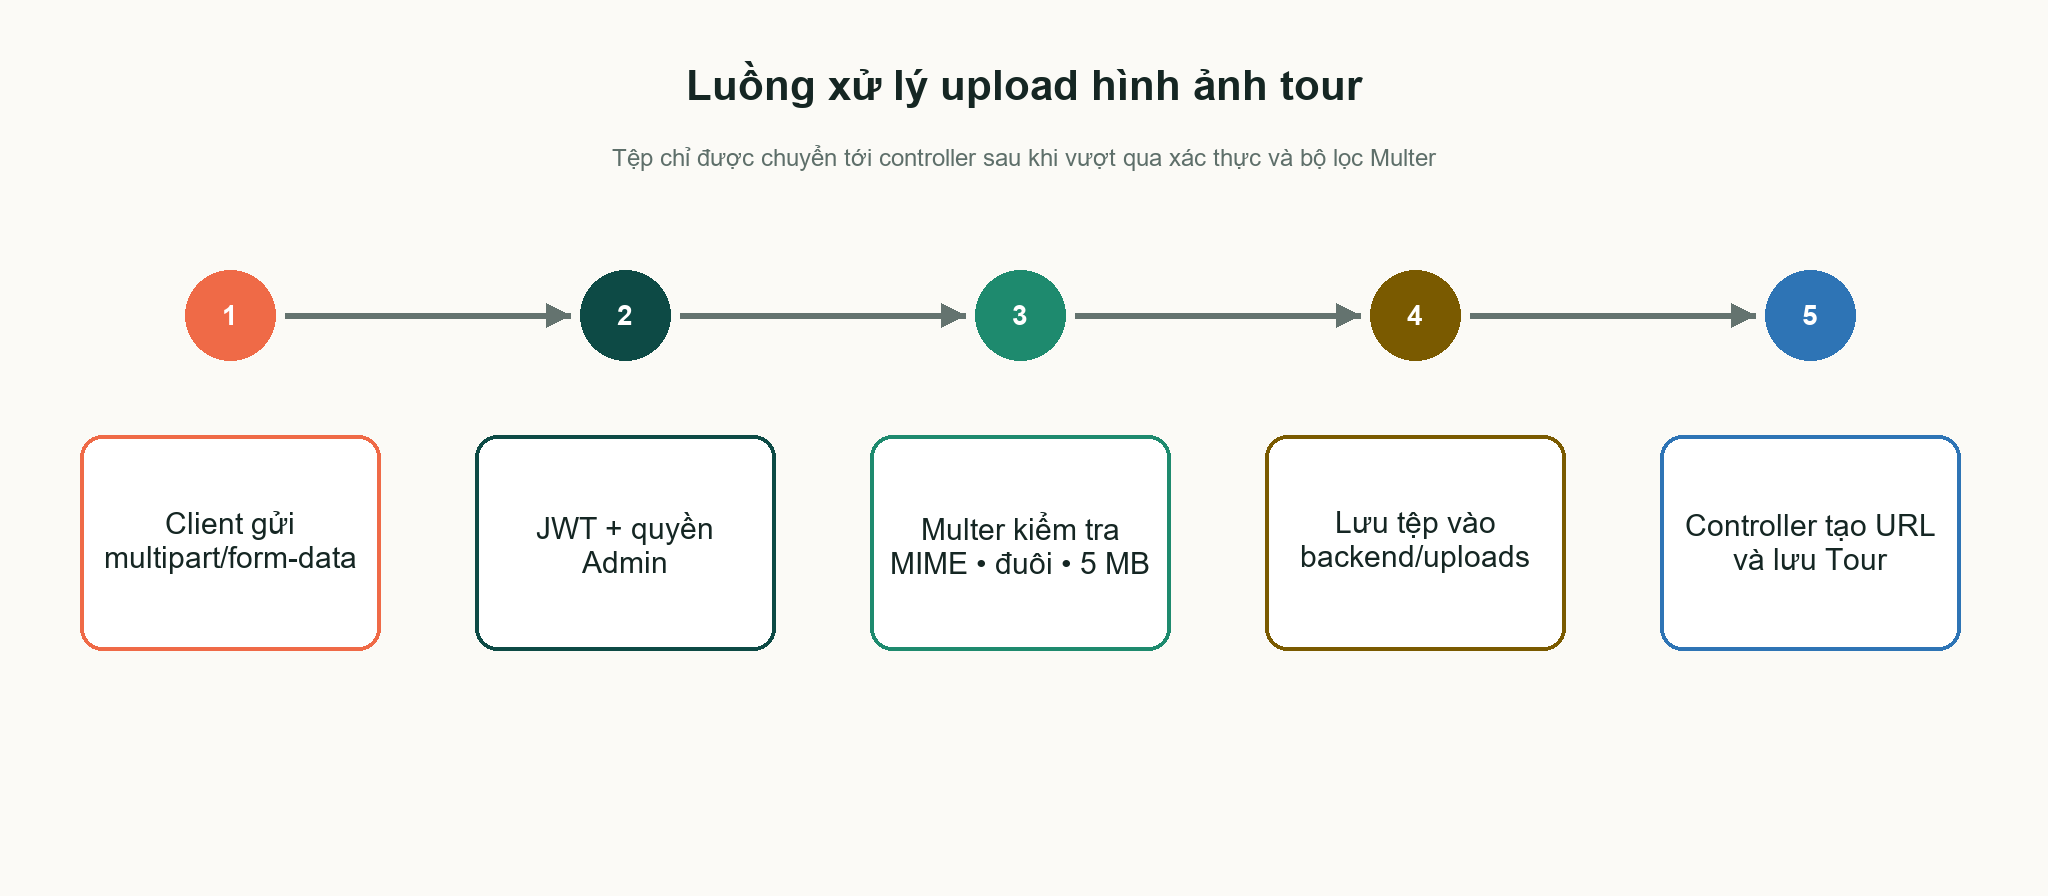 Luồng xử lý upload hình ảnh tour
Tệp chỉ được chuyển tới controller sau khi vượt qua xác thực và bộ lọc Multer
1
2
3
4
5
Client gửi
multipart/form-data
JWT + quyền
Admin
Multer kiểm tra
MIME • đuôi • 5 MB
Lưu tệp vào
backend/uploads
Controller tạo URL
và lưu Tour